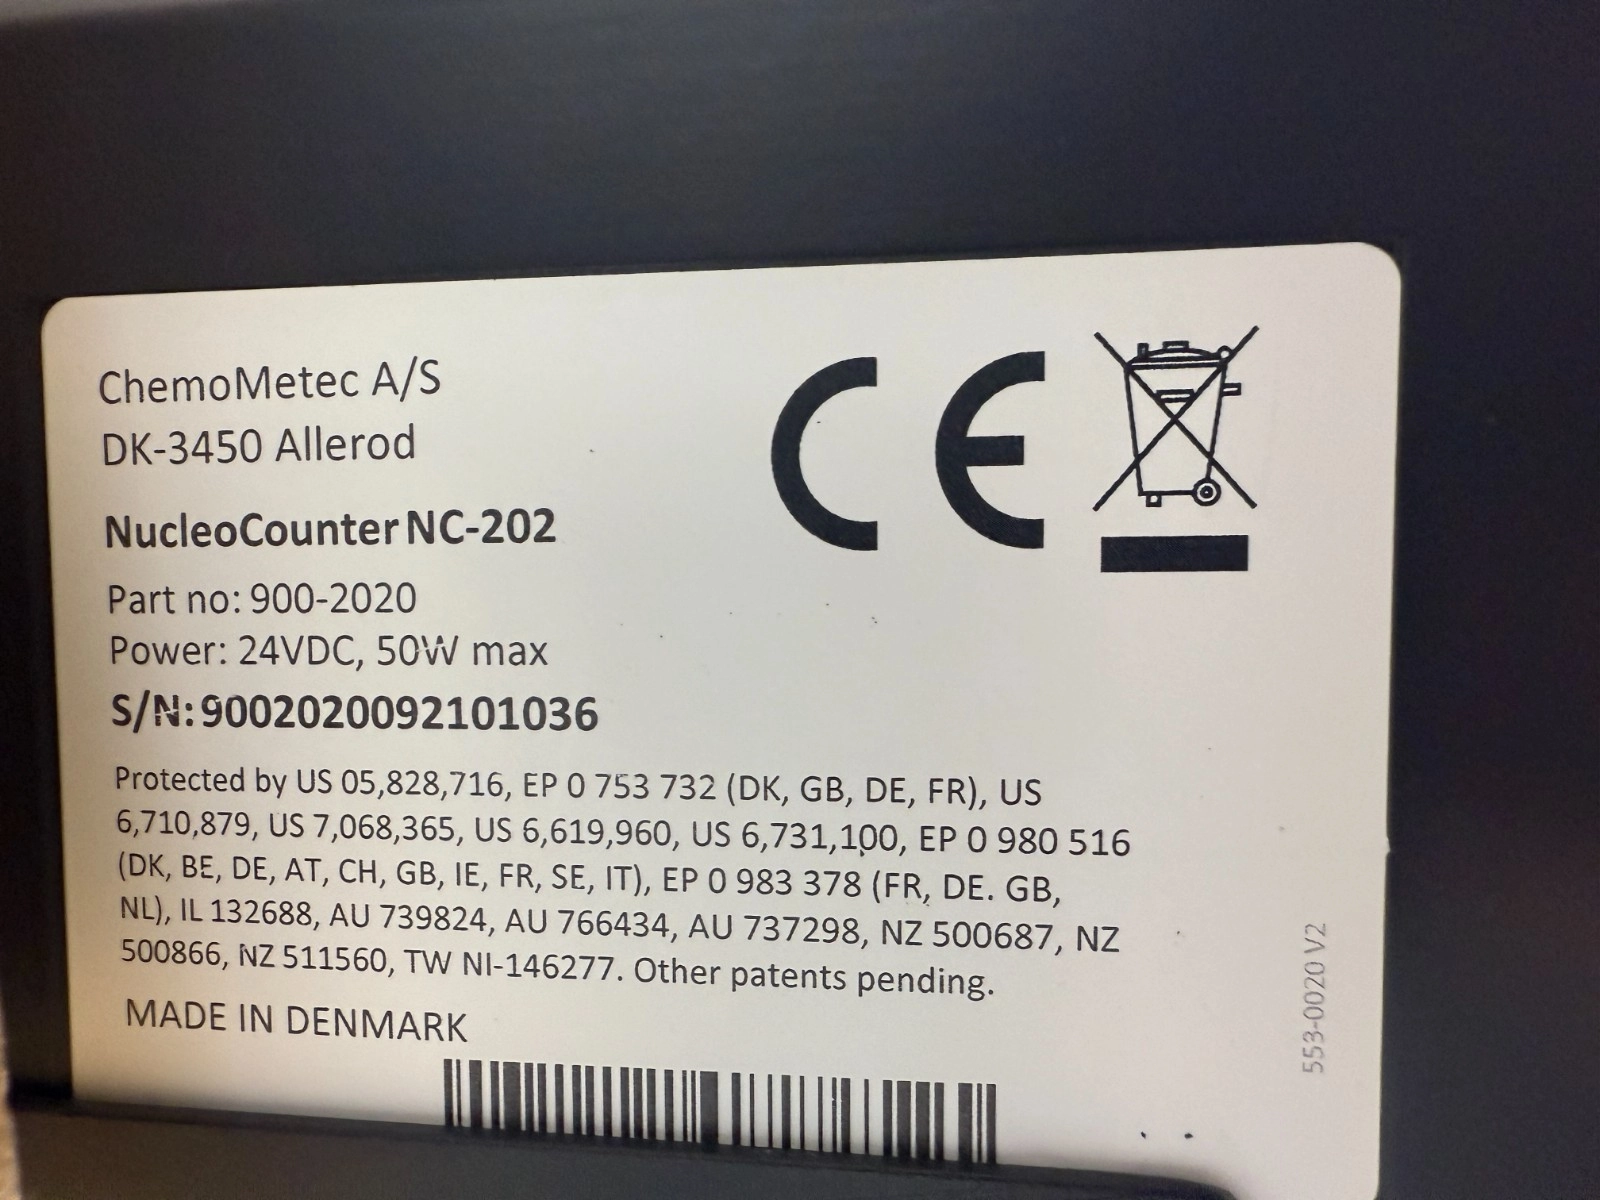 ChemoMetec A/S
DK-3450 Allerod
CE
NucleoCounter NC-202
Part no: 900-2020
Power: 24VDC, 50W max
S/N: 9002020092101036
Protected by US 05,828,716, EP 0 753 732 (DK, GB, DE, FR), US
6,710,879, US 7,068,365, US 6,619,960, US 6,731,100, EP 0 980 516
(DK, BE, DE, AT, CH, GB, IE, FR, SE, IT), EP 0 983 378 (FR, DE. GB,
NL), IL 132688, AU 739824, AU 766434, AU 737298, NZ 500687, NZ
500866, NZ 511560, TW NI-146277. Other patents pending.
MADE IN DENMARK
553-0020 V2